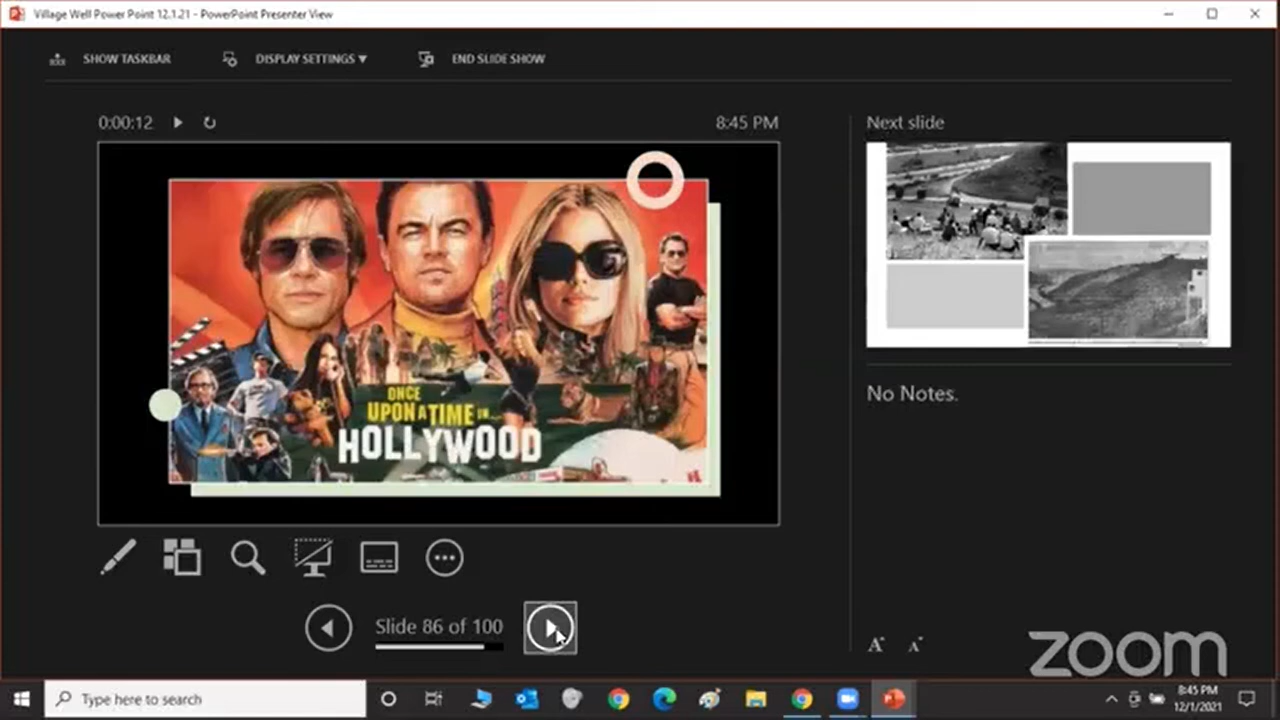 Village Well Power Point 12.1.21 - PowerPoint Presenter View
SHOW TASKBAR
DISPLAY SETTINGS
END SLIDE SHOW
0:00:12
8:45 PM
Next slide
ONCE
UPON A TIME IN...
HOLLYWOOD
No Notes.
Slide 86 of 100
A A
zoom
Type here to search
8:45 PM
12/1/2021